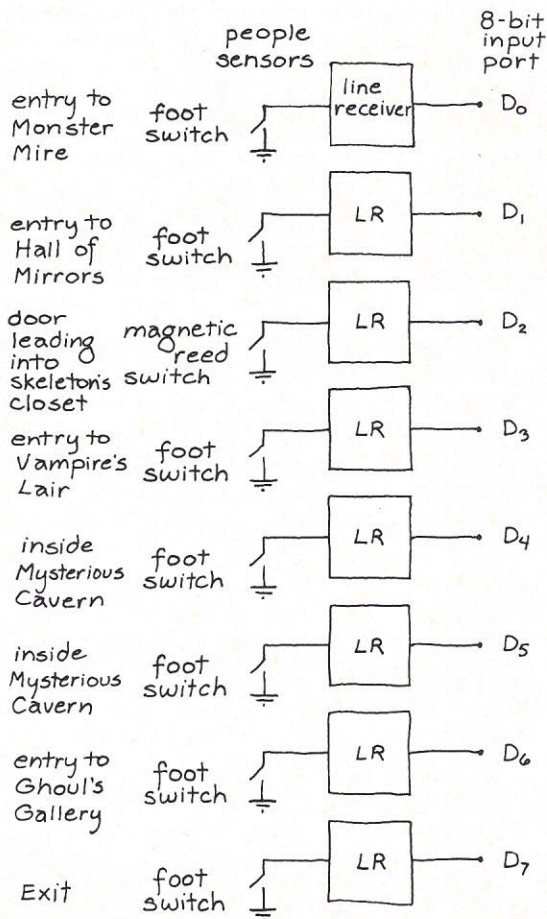 people
sensors
8-bit
input
port
entry to
Monster
Mire
foot
switch
line
receiver
D0
entry to
Hall of
Mirrors
foot
switch
LR
D1
door
leading
into
skeleton's
closet
magnetic
reed
switch
LR
D2
entry to
Vampire's
Lair
foot
switch
LR
D3
inside
Mysterious
Cavern
foot
switch
LR
D4
inside
Mysterious
Cavern
foot
switch
LR
D5
entry to
Ghoul's
Gallery
foot
switch
LR
D6
Exit
foot
switch
LR
D7